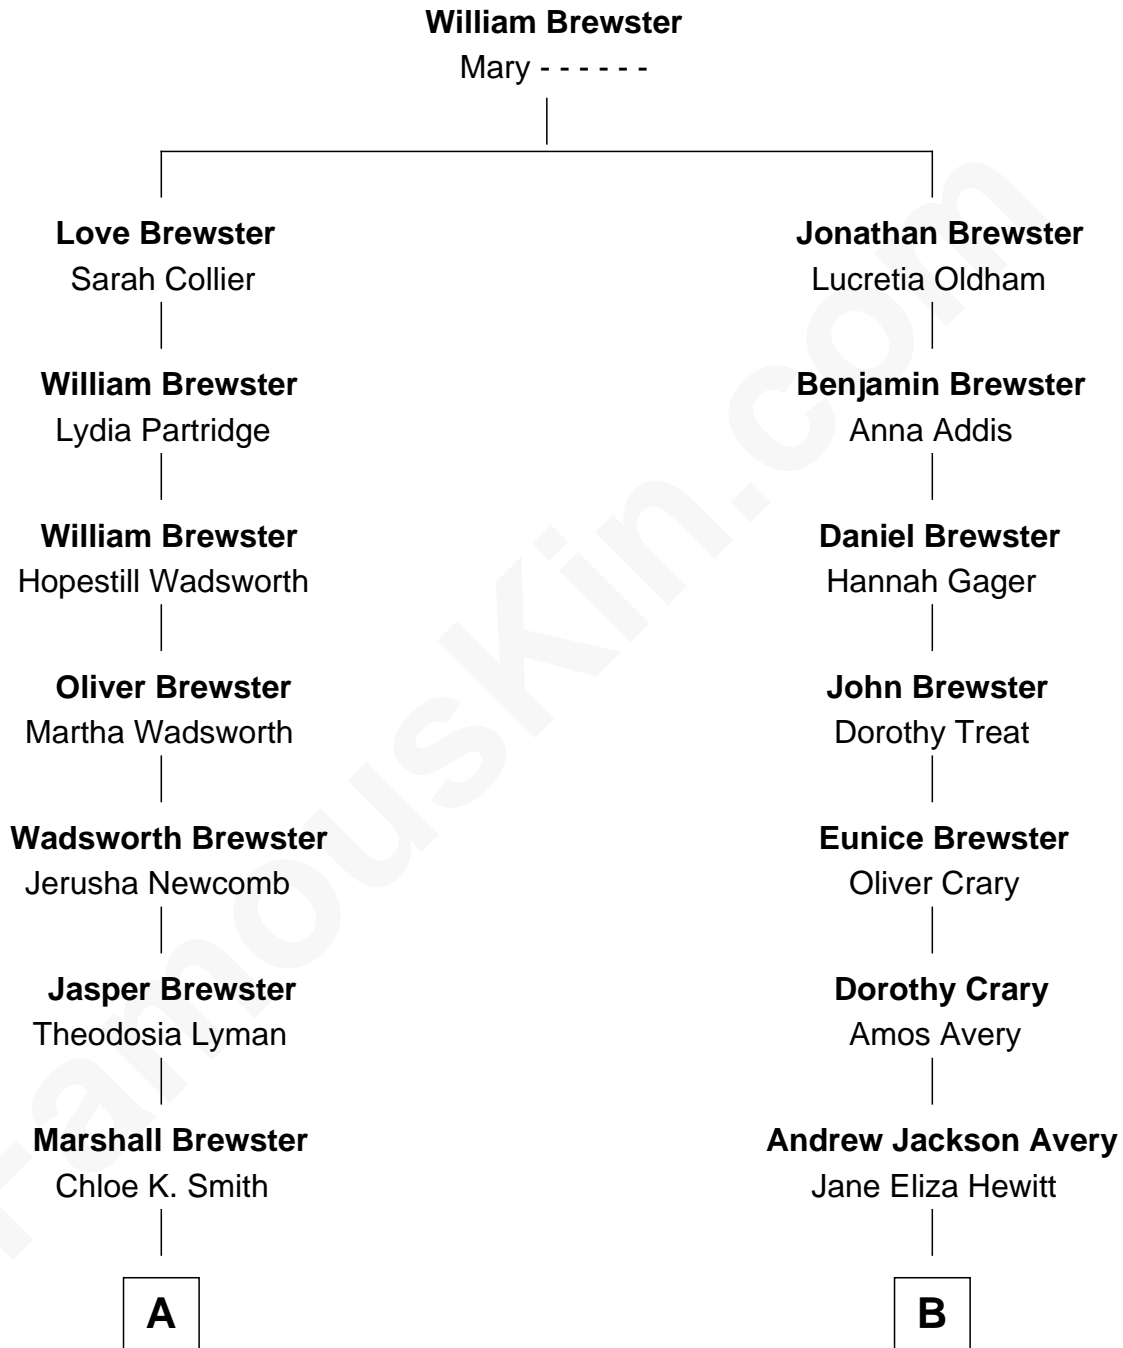 William Brewster
Mary - - - - - -
Love Brewster
Sarah Collier
William Brewster
Lydia Partridge
William Brewster
Hopestill Wadsworth
Oliver Brewster
Martha Wadsworth
Wadsworth Brewster
Jerusha Newcomb
Jasper Brewster
Theodosia Lyman
Marshall Brewster
Chloe K. Smith
A
Jonathan Brewster
Lucretia Oldham
Benjamin Brewster
Anna Addis
Daniel Brewster
Hannah Gager
John Brewster
Dorothy Treat
Eunice Brewster
Oliver Crary
Dorothy Crary
Amos Avery
Andrew Jackson Avery
Jane Eliza Hewitt
B
FamousKin.com